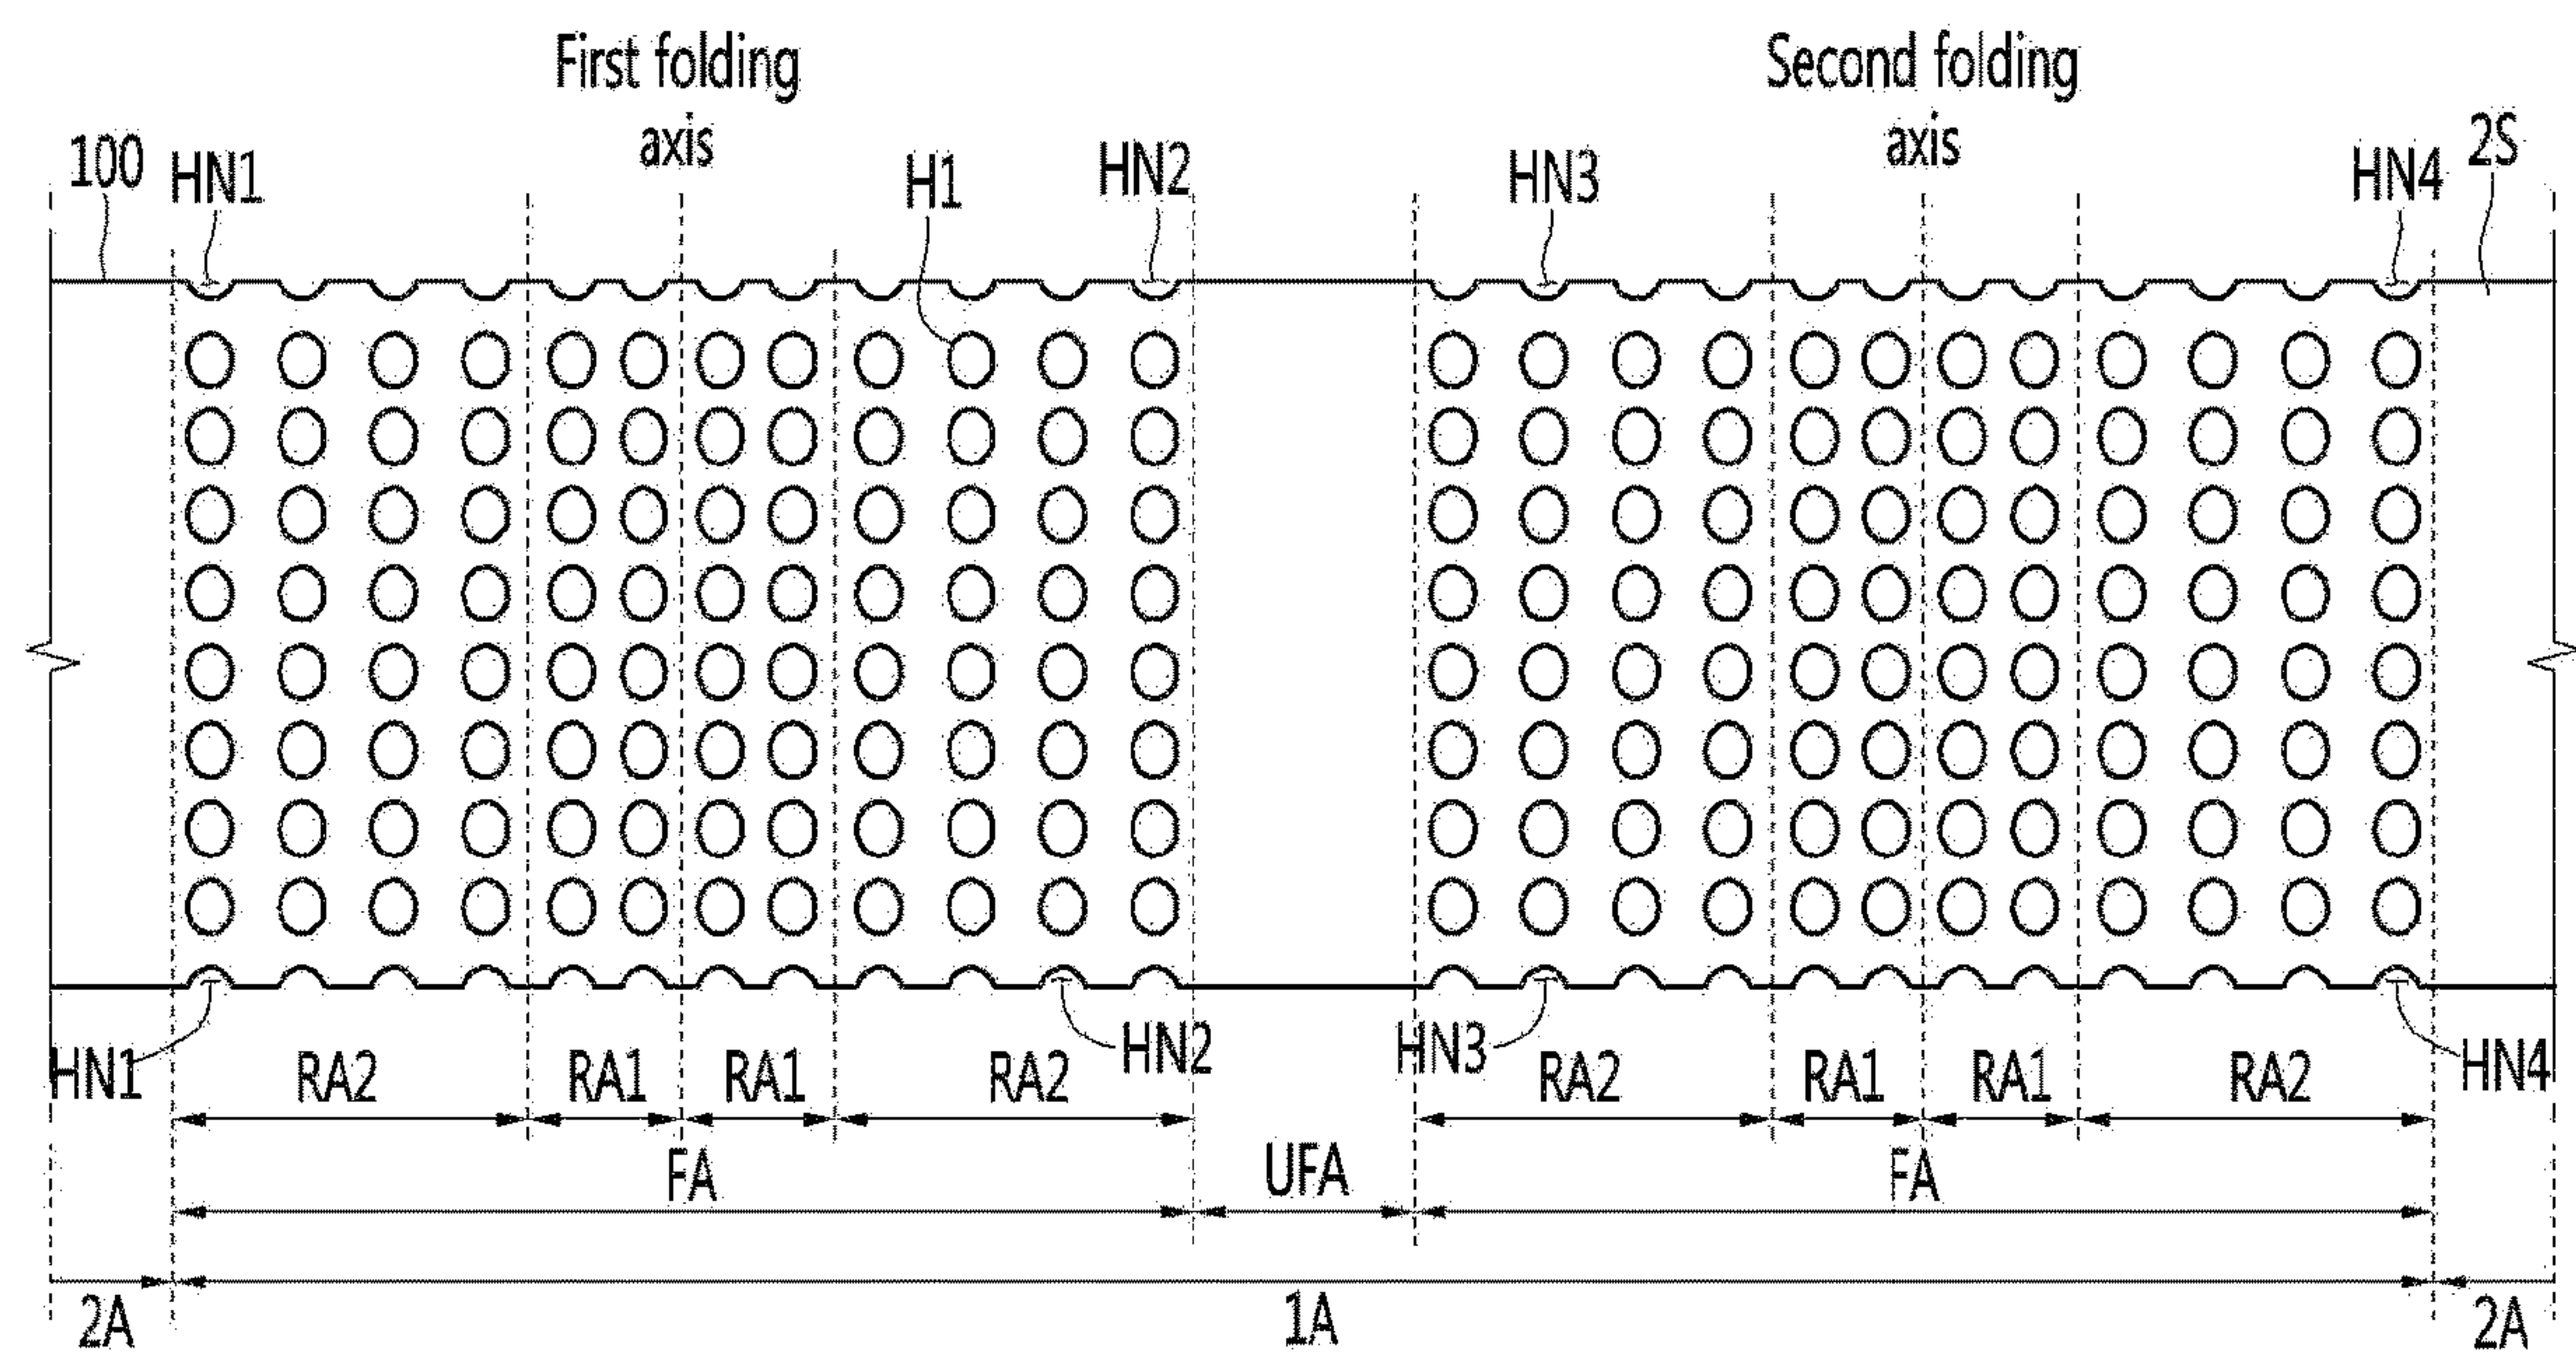 First folding
axis
Second folding
axis
100
HN1
H1
HN2
HN3
HN4
2S
HN1
RA2
RA1
RA1
RA2
HN2
HN3
RA2
RA1
RA1
RA2
HN4
FA
UFA
FA
2A
1A
2A